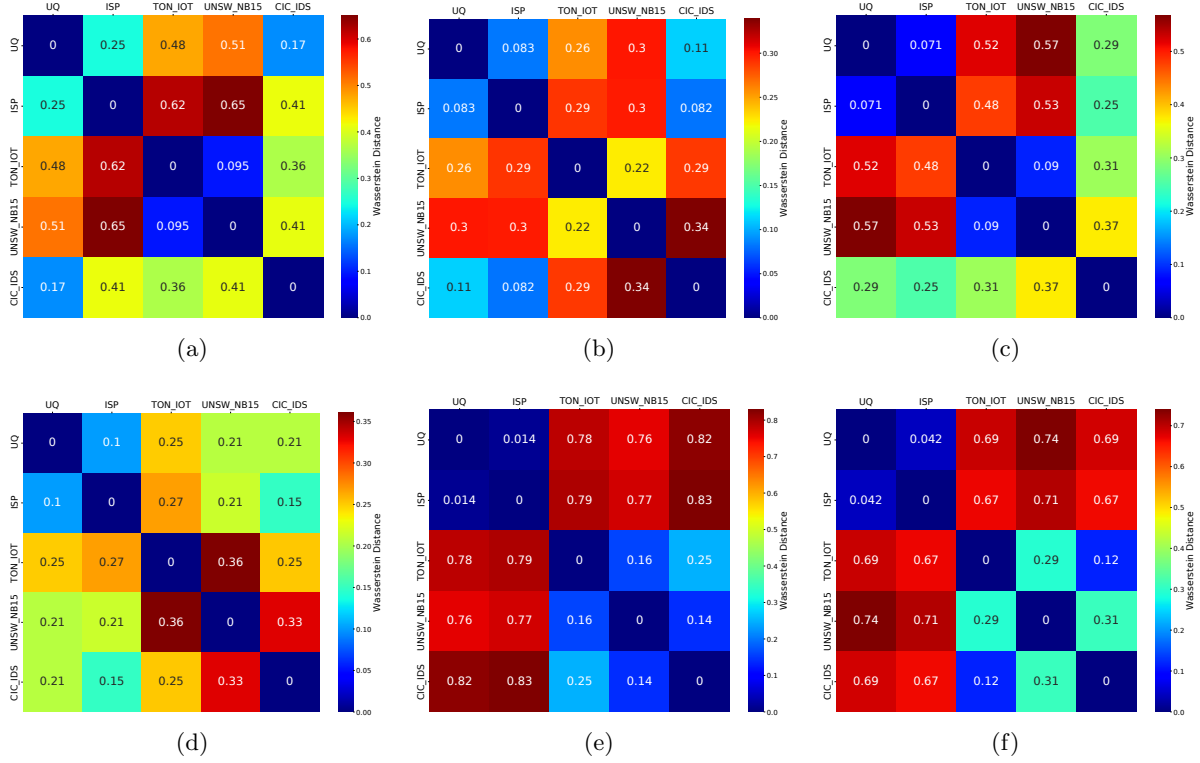 UQ ISP TON_IOT UNSW_NB15 CIC_IDS
UQ 0 0.25 0.48 0.51 0.17
ISP 0.25 0 0.62 0.65 0.41
TON_IOT 0.48 0.62 0 0.095 0.36
UNSW_NB15 0.51 0.65 0.095 0 0.41
CIC_IDS 0.17 0.41 0.36 0.41 0
0.6
0.5
0.4
0.3
0.2
0.1
0.0
Wasserstein Distance
(a)
UQ ISP TON_IOT UNSW_NB15 CIC_IDS
UQ 0 0.083 0.26 0.3 0.11
ISP 0.083 0 0.29 0.3 0.082
TON_IOT 0.26 0.29 0 0.22 0.29
UNSW_NB15 0.3 0.3 0.22 0 0.34
CIC_IDS 0.11 0.082 0.29 0.34 0
0.30
0.25
0.20
0.15
0.10
0.05
0.00
Wasserstein Distance
(b)
UQ ISP TON_IOT UNSW_NB15 CIC_IDS
UQ 0 0.071 0.52 0.57 0.29
ISP 0.071 0 0.48 0.53 0.25
TON_IOT 0.52 0.48 0 0.09 0.31
UNSW_NB15 0.57 0.53 0.09 0 0.37
CIC_IDS 0.29 0.25 0.31 0.37 0
0.5
0.4
0.3
0.2
0.1
0.0
Wasserstein Distance
(c)
UQ ISP TON_IOT UNSW_NB15 CIC_IDS
UQ 0 0.1 0.25 0.21 0.21
ISP 0.1 0 0.27 0.21 0.15
TON_IOT 0.25 0.27 0 0.36 0.25
UNSW_NB15 0.21 0.21 0.36 0 0.33
CIC_IDS 0.21 0.15 0.25 0.33 0
0.35
0.30
0.25
0.20
0.15
0.10
0.05
0.00
Wasserstein Distance
(d)
UQ ISP TON_IOT UNSW_NB15 CIC_IDS
UQ 0 0.014 0.78 0.76 0.82
ISP 0.014 0 0.79 0.77 0.83
TON_IOT 0.78 0.79 0 0.16 0.25
UNSW_NB15 0.76 0.77 0.16 0 0.14
CIC_IDS 0.82 0.83 0.25 0.14 0
0.8
0.7
0.6
0.5
0.4
0.3
0.2
0.1
0.0
Wasserstein Distance
(e)
UQ ISP TON_IOT UNSW_NB15 CIC_IDS
UQ 0 0.042 0.69 0.74 0.69
ISP 0.042 0 0.67 0.71 0.67
TON_IOT 0.69 0.67 0 0.29 0.12
UNSW_NB15 0.74 0.71 0.29 0 0.31
CIC_IDS 0.69 0.67 0.12 0.31 0
0.7
0.6
0.5
0.4
0.3
0.2
0.1
0.0
Wasserstein Distance
(f)